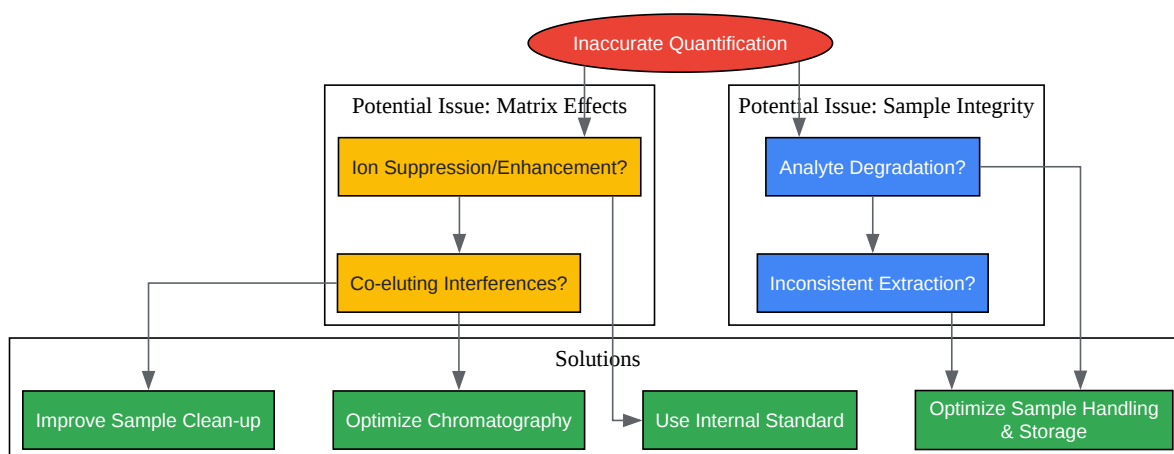 Inaccurate Quantification
Potential Issue: Matrix Effects
Potential Issue: Sample Integrity
Ion Suppression/Enhancement?
Analyte Degradation?
Co-eluting Interferences?
Inconsistent Extraction?
Solutions
Improve Sample Clean-up
Optimize Chromatography
Use Internal Standard
Optimize Sample Handling
& Storage